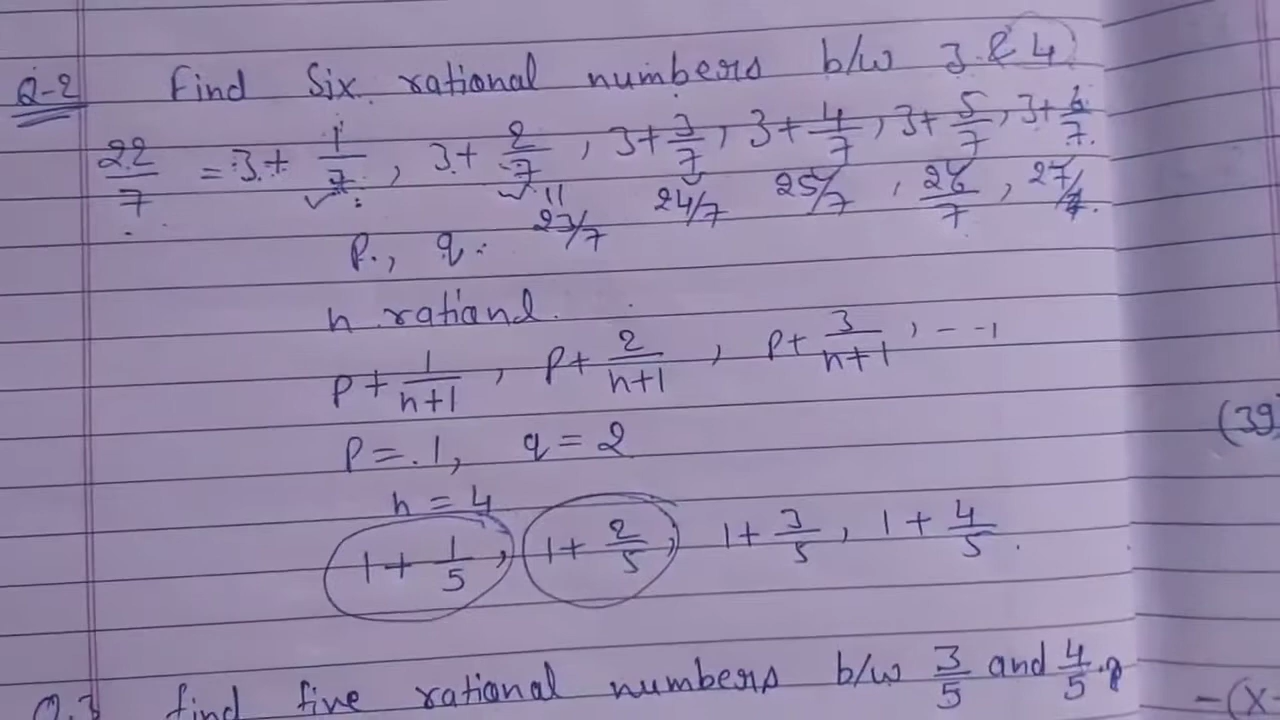 Q-2 Find Six rational numbers b/w 3 & 4
22/7 = 3+ 1/7, 3+ 2/7, 3+ 3/7, 3+ 4/7, 3+ 5/7, 3+ 6/7.
23/7 24/7 25/7, 26/7, 27/7.
P., q.
n rational.
P+ 1/n+1, P+ 2/n+1, P+ 3/n+1, - - ,
P = 1, q = 2
(39)
n = 4
1+ 1/5, 1+ 2/5, 1+ 3/5, 1+ 4/5.
Q.3 find five rational numbers b/w 3/5 and 4/5.
-(x-